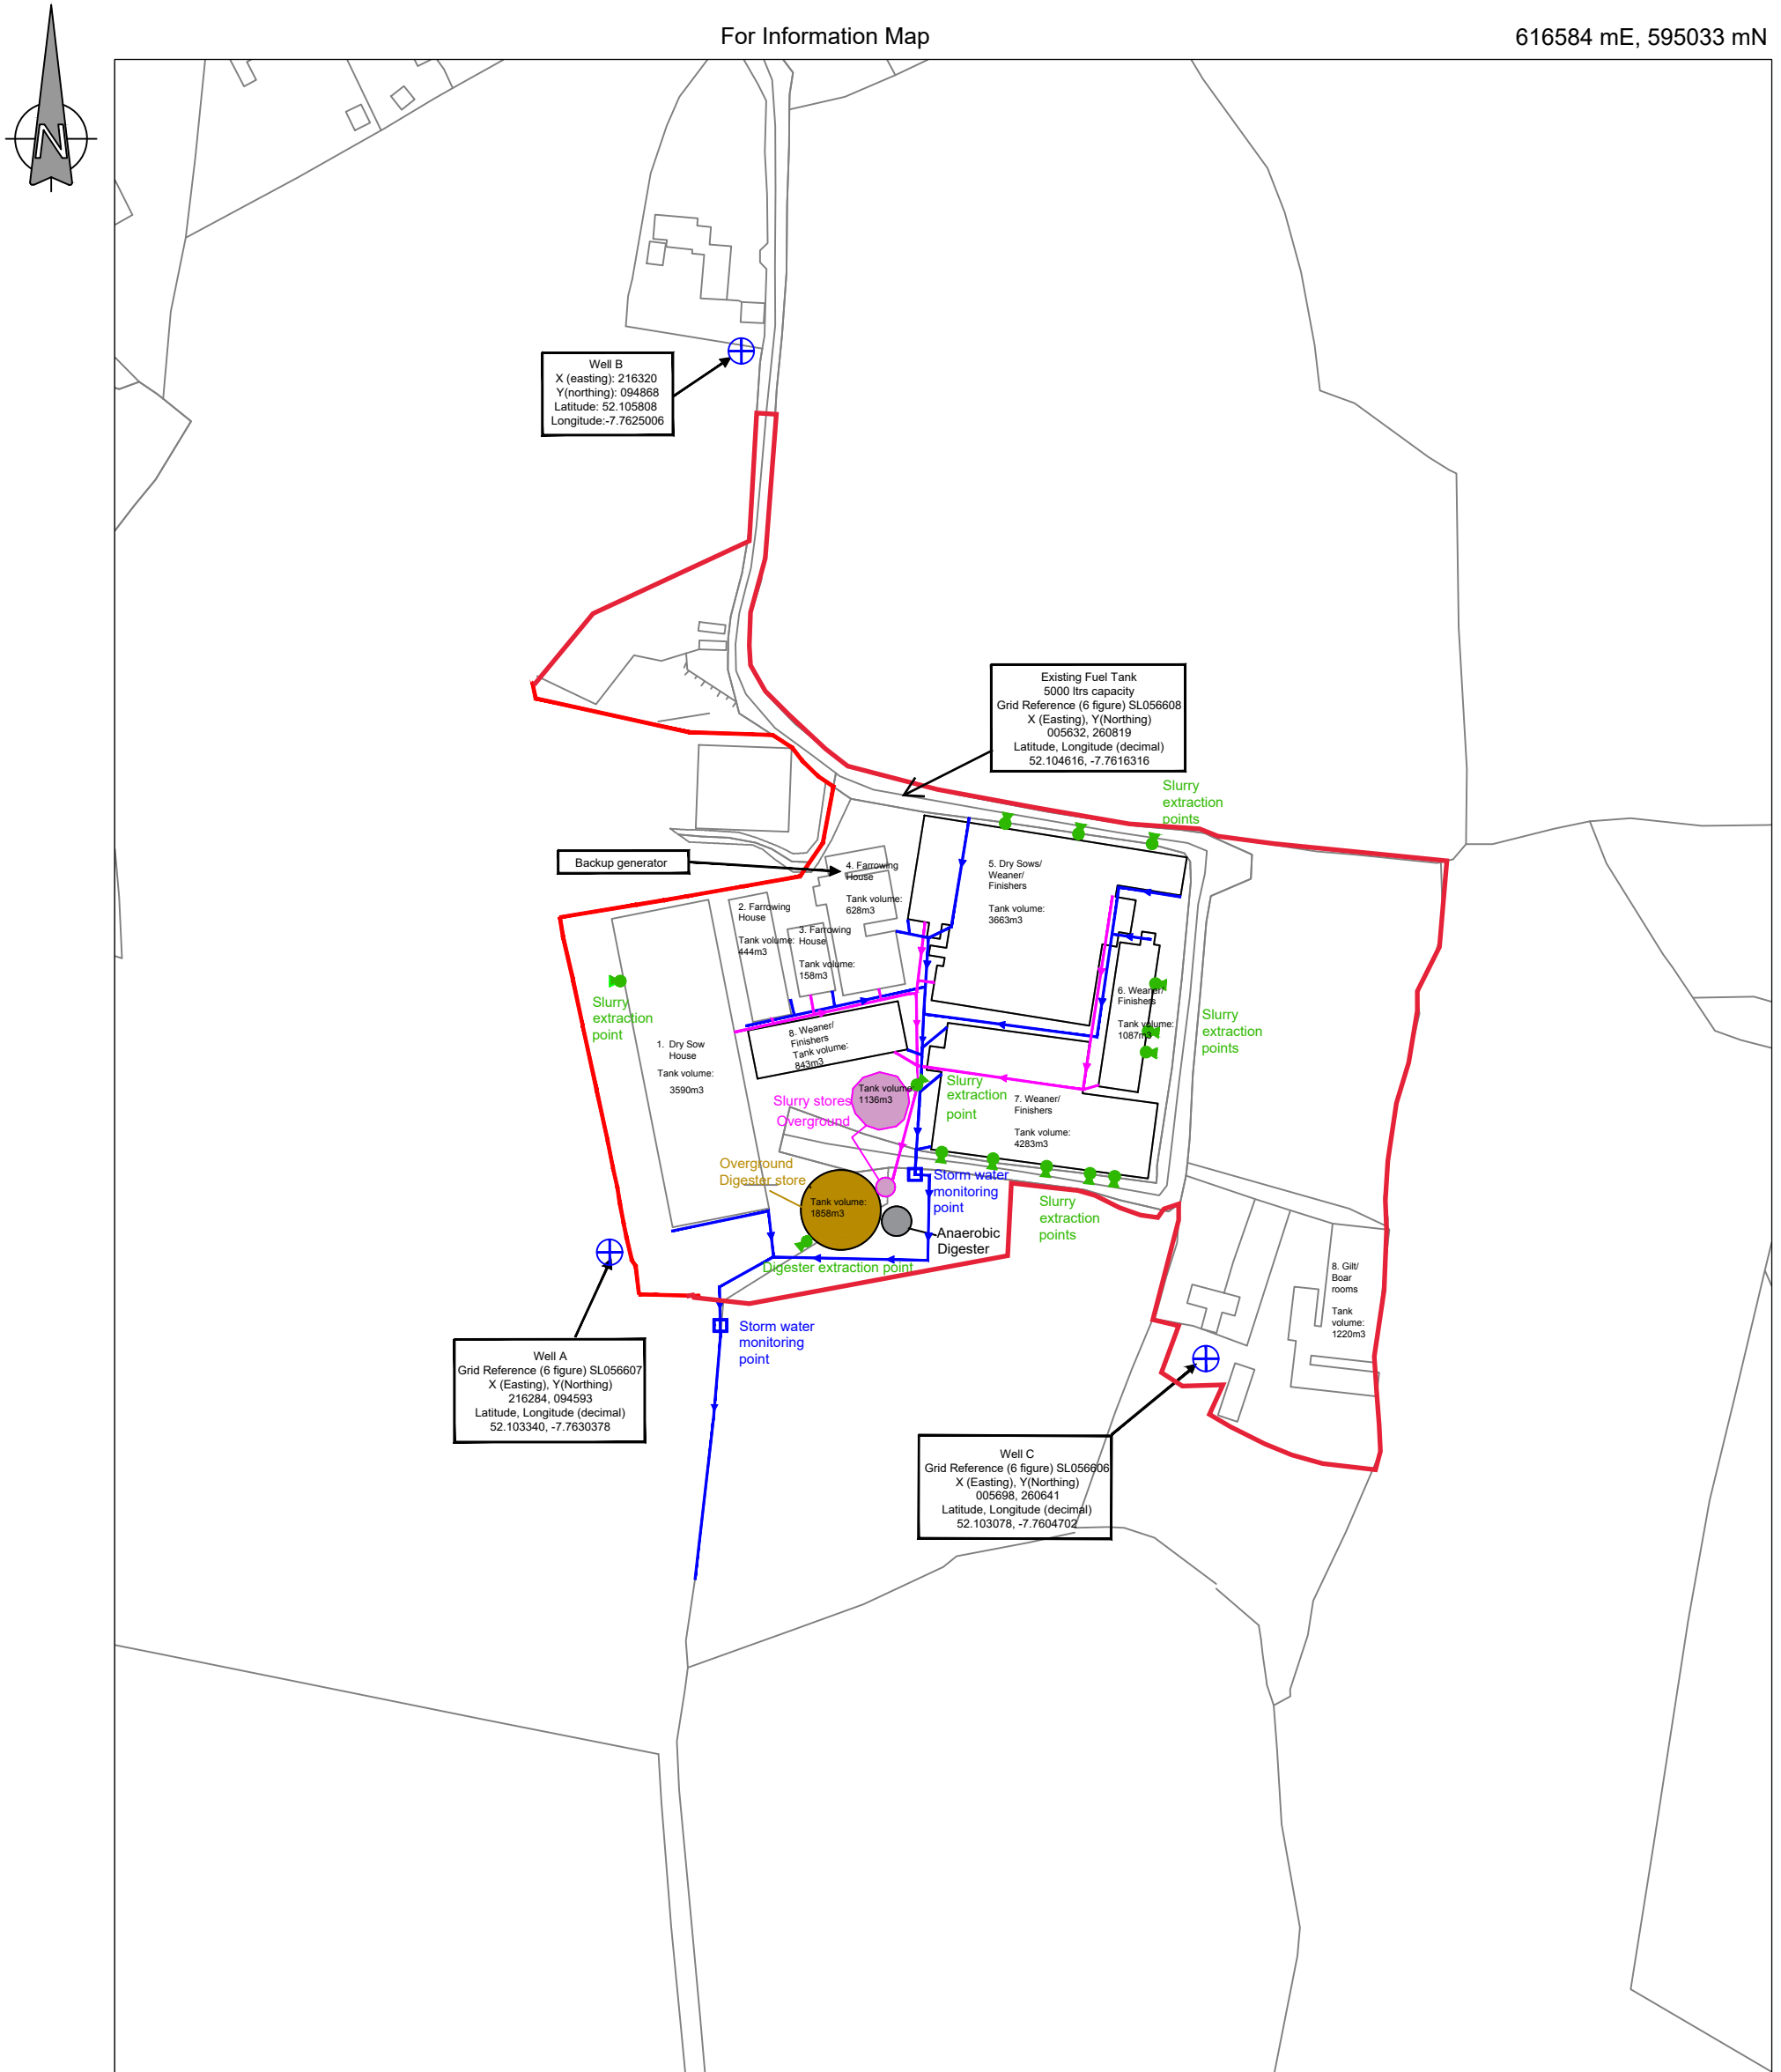 For Information Map
616584 mE, 595033 mN
N
Well B
X (easting): 216320
Y(northing): 094868
Latitude: 52.105808
Longitude:-7.7625006
Existing Fuel Tank
5000 ltrs capacity
Grid Reference (6 figure) SL056608
X (Easting), Y(Northing)
005632, 260819
Latitude, Longitude (decimal)
52.104616, -7.7616316
Slurry
extraction
points
Backup generator
4. Farrowing
House
Tank volume:
628m3
5. Dry Sows/
Weaner/
Finishers
Tank volume:
3663m3
2. Farrowing
House
Tank volume:
444m3
3. Farrowing
House
Tank volume:
158m3
6. Weaner/
Finishers
Tank volume:
1087m3
Slurry
extraction
points
Slurry
extraction
point
1. Dry Sow
House
Tank volume:
3590m3
8. Weaner/
Finishers
Tank volume:
843m3
Slurry stores
Overground
Tank volume
1136m3
Slurry
extraction
point
7. Weaner/
Finishers
Tank volume:
4283m3
Overground
Digester store
Tank volume:
1858m3
Storm water
monitoring
point
Anaerobic
Digester
Slurry
extraction
points
Digester extraction point
8. Gilt/
Boar
rooms
Tank
volume:
1220m3
Storm water
monitoring
point
Well A
Grid Reference (6 figure) SL056607
X (Easting), Y(Northing)
216284, 094593
Latitude, Longitude (decimal)
52.103340, -7.7630378
Well C
Grid Reference (6 figure) SL056606
X (Easting), Y(Northing)
005698, 260641
Latitude, Longitude (decimal)
52.103078, -7.7604702